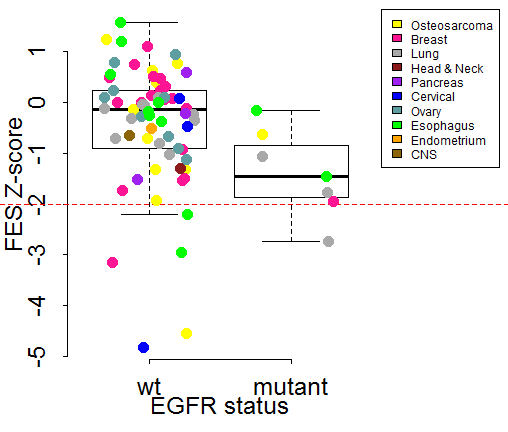 Osteosarcoma
Breast
Lung
Head & Neck
Pancreas
Cervical
Ovary
Esophagus
Endometrium
CNS
FES Z-score
1
0
-1
-2
-3
-4
-5
wt mutant
EGFR status